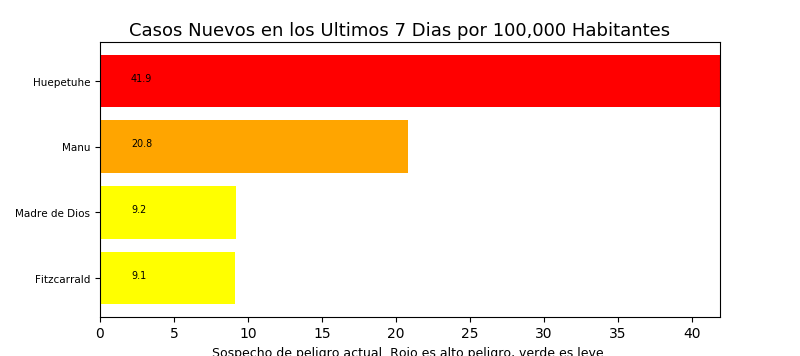 Casos Nuevos en los Ultimos 7 Dias por 100,000 Habitantes
Huepetuhe 41.9
Manu 20.8
Madre de Dios 9.2
Fitzcarrald 9.1
0 5 10 15 20 25 30 35 40
Sospecho de peligro actual. Rojo es alto peligro, verde es leve